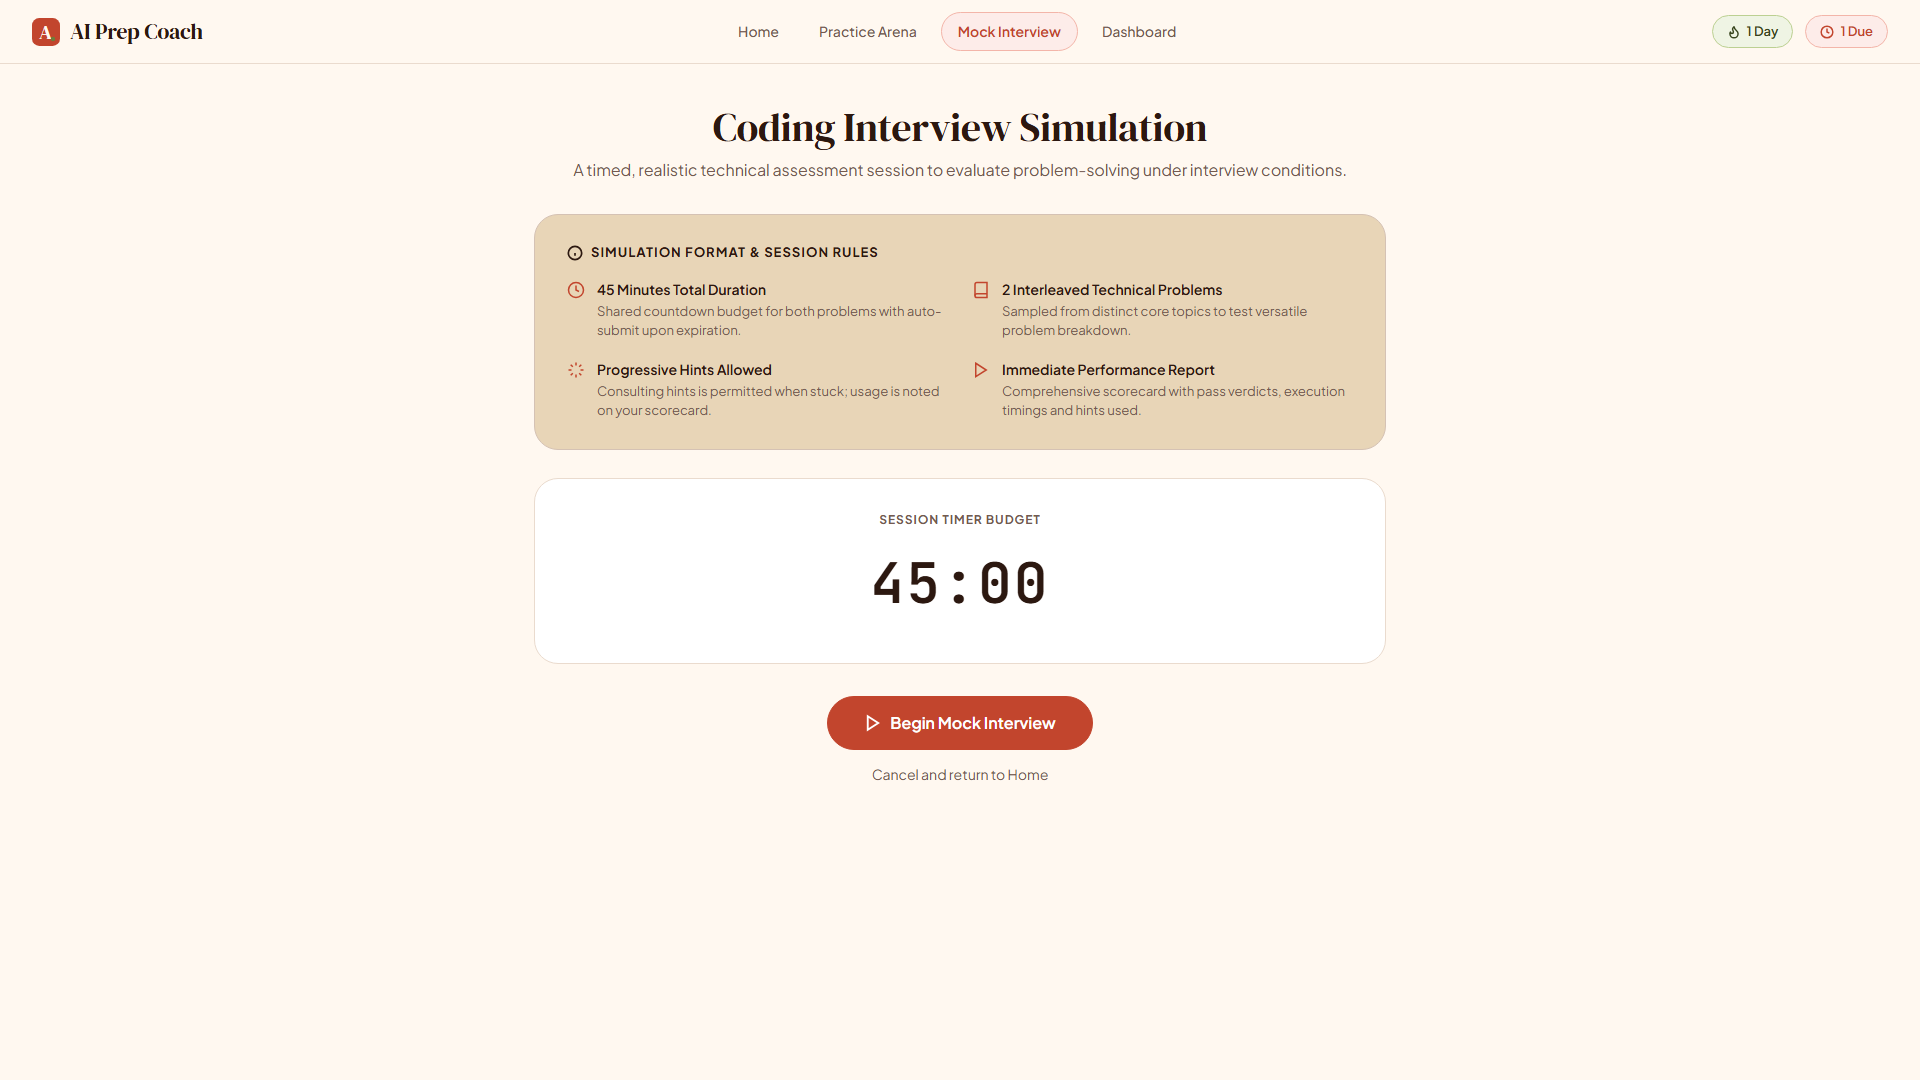 A AI Prep Coach
Home Practice Arena Mock Interview Dashboard
1 Day 1 Due
Coding Interview Simulation
A timed, realistic technical assessment session to evaluate problem-solving under interview conditions.
SIMULATION FORMAT & SESSION RULES
45 Minutes Total Duration
Shared countdown budget for both problems with auto-
submit upon expiration.
2 Interleaved Technical Problems
Sampled from distinct core topics to test versatile
problem breakdown.
Progressive Hints Allowed
Consulting hints is permitted when stuck; usage is noted
on your scorecard.
Immediate Performance Report
Comprehensive scorecard with pass verdicts, execution
timings and hints used.
SESSION TIMER BUDGET
45:00
Begin Mock Interview
Cancel and return to Home